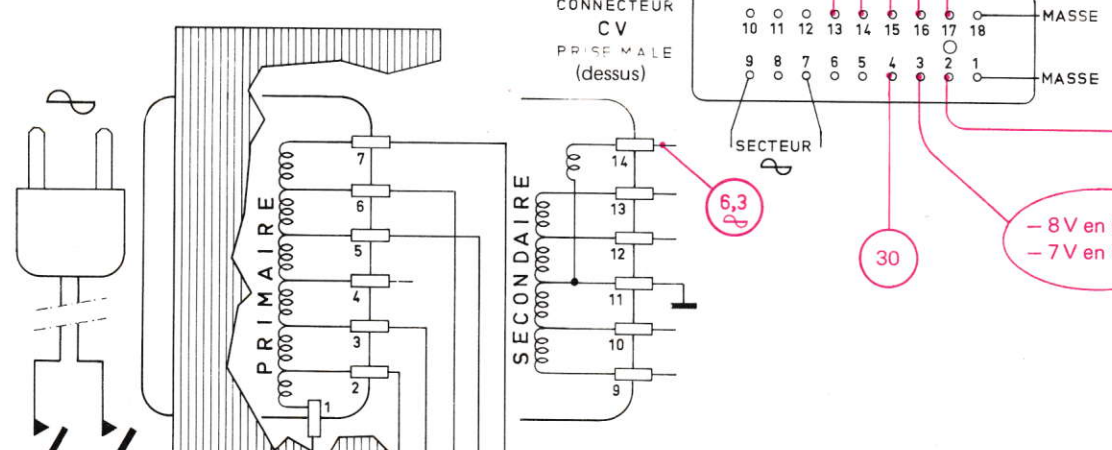 CONNECTEUR
CV
PRISE MALE
(dessus)
10 11 12 13 14 15 16 17 18
MASSE
9 8 7 6 5 4 3 2 1
MASSE
SECTEUR
PRIMAIRE
7
6
5
4
3
2
1
SECONDAIRE
14
13
12
11
10
9
6,3
30
– 8 V en
– 7 V en